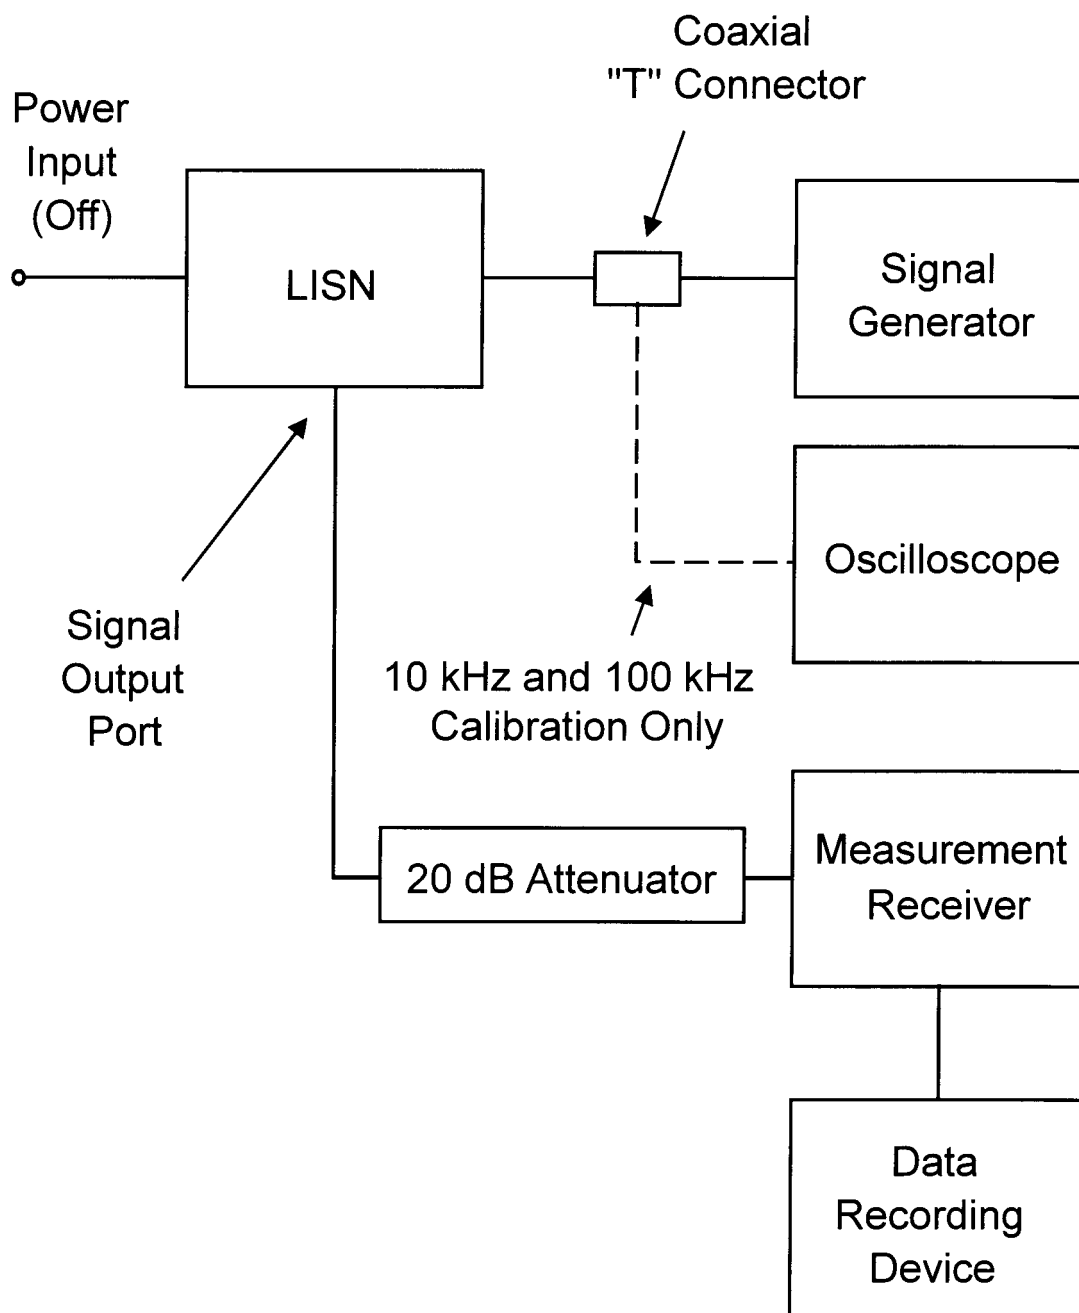 Coaxial
"T" Connector
Power
Input
(Off)
LISN
Signal
Generator
Oscilloscope
Signal
Output
Port
10 kHz and 100 kHz
Calibration Only
20 dB Attenuator
Measurement
Receiver
Data
Recording
Device